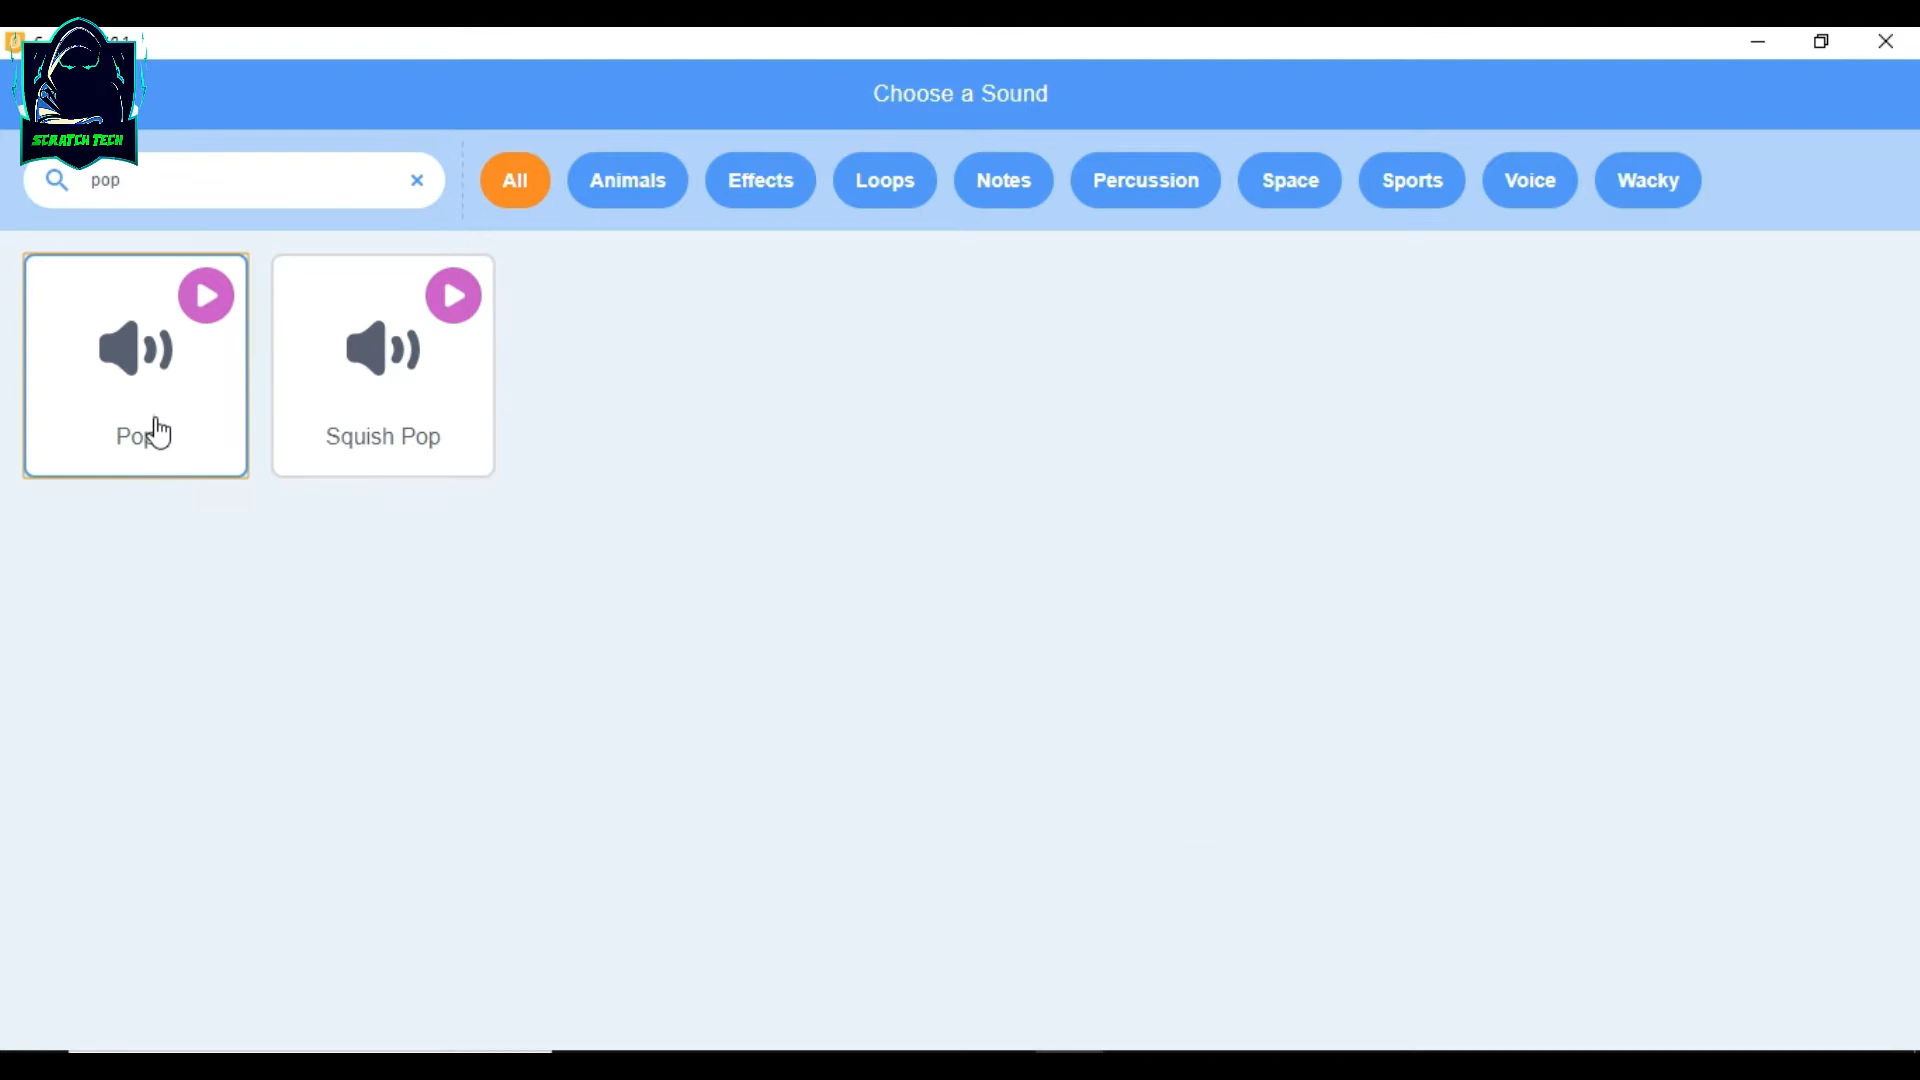 Choose a Sound
SCRATCH TECH
pop
All
Animals
Effects
Loops
Notes
Percussion
Space
Sports
Voice
Wacky
Pop
Squish Pop